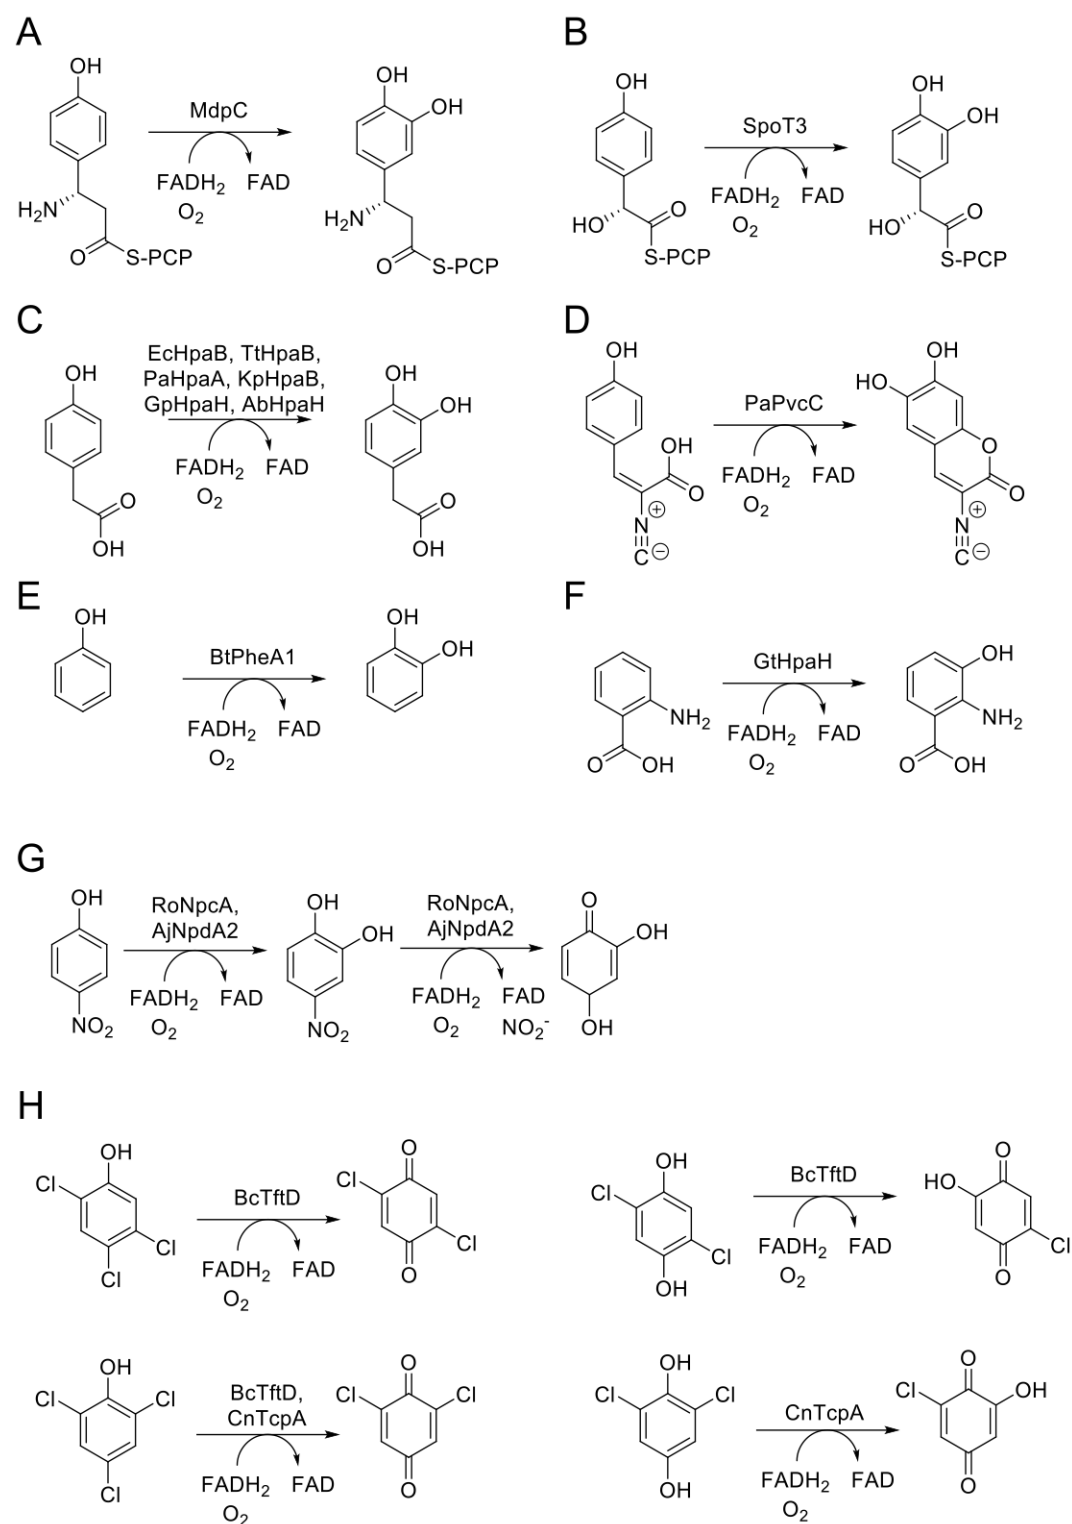 A
OH
MdpC
FADH2 FAD
O2
H2N
O S-PCP
OH
OH
H2N
O S-PCP
B
OH
SpoT3
FADH2 FAD
O2
HO O
S-PCP
OH
OH
HO O
S-PCP
C
OH
EcHpaB, TtHpaB,
PaHpaA, KpHpaB,
GpHpaH, AbHpaH
FADH2 FAD
O2
O
OH
OH
OH
O
OH
D
OH
PaPvcC
FADH2 FAD
O2
OH
O
N⊕
C⊖
OH
HO
O
O
N⊕
C⊖
E
OH
BtPheA1
FADH2 FAD
O2
OH
OH
F
GtHpaH
FADH2 FAD
O2
NH2
O OH
OH
NH2
O OH
G
OH
NO2
RoNpcA,
AjNpdA2
FADH2 FAD
O2
OH
OH
NO2
RoNpcA,
AjNpdA2
FADH2 FAD
O2 NO2-
O
OH
OH
H
OH
Cl
Cl
Cl
BcTftD
FADH2 FAD
O2
O
Cl
Cl
O
OH
Cl
Cl
OH
BcTftD
FADH2 FAD
O2
O
HO
Cl
O
OH
Cl Cl
Cl
BcTftD,
CnTcpA
FADH2 FAD
O2
O
Cl Cl
O
OH
Cl Cl
OH
CnTcpA
FADH2 FAD
O2
O
Cl OH
O